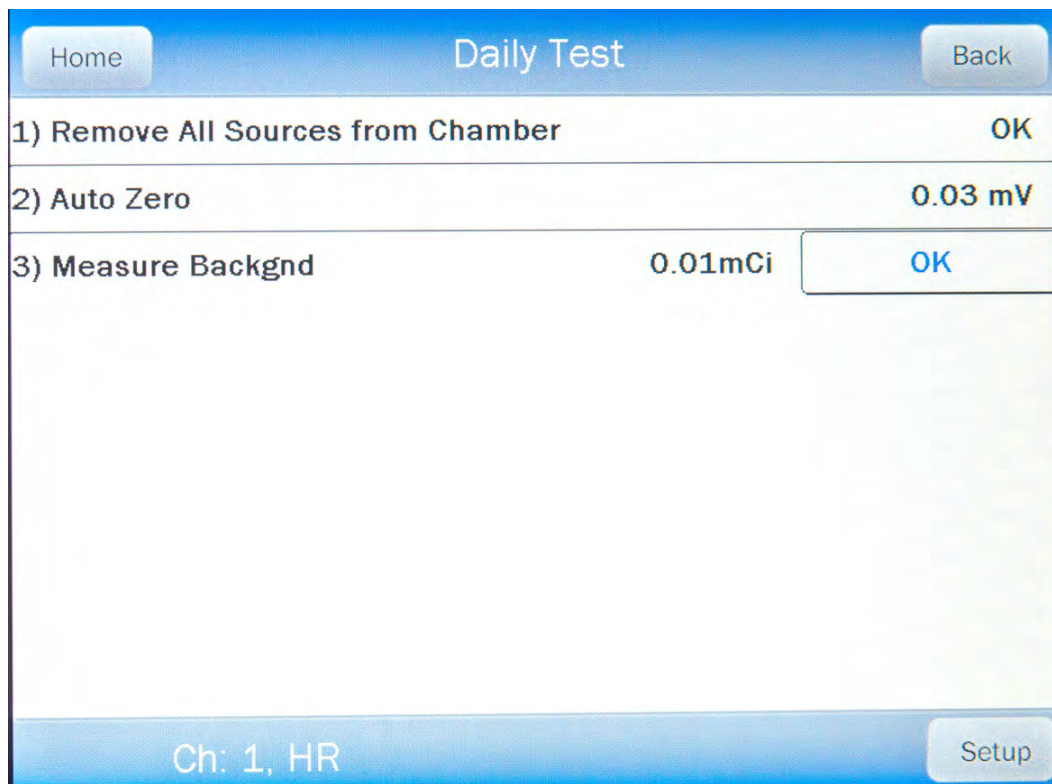 Home Daily Test Back
1) Remove All Sources from Chamber OK
2) Auto Zero 0.03 mV
3) Measure Backgnd 0.01mCi OK
Ch: 1, HR Setup